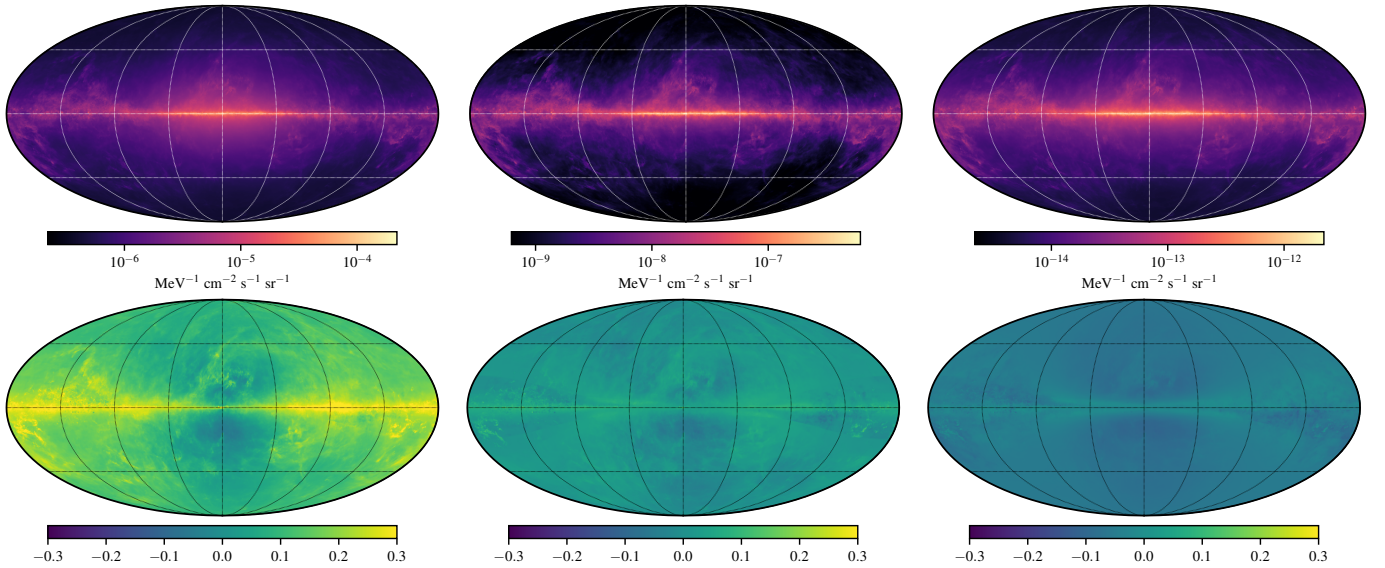 10⁻⁶ 10⁻⁵ 10⁻⁴ 10⁻⁹ 10⁻⁸ 10⁻⁷ 10⁻¹⁴ 10⁻¹³ 10⁻¹²
MeV⁻¹ cm⁻² s⁻¹ sr⁻¹ MeV⁻¹ cm⁻² s⁻¹ sr⁻¹ MeV⁻¹ cm⁻² s⁻¹ sr⁻¹
−0.3 −0.2 −0.1 0.0 0.1 0.2 0.3 −0.3 −0.2 −0.1 0.0 0.1 0.2 0.3 −0.3 −0.2 −0.1 0.0 0.1 0.2 0.3